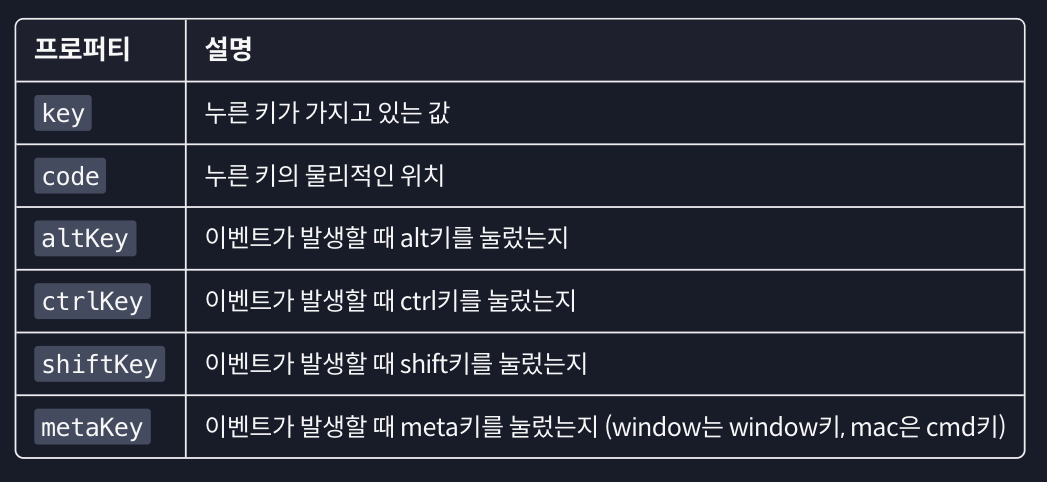 프로퍼티 설명
key 누른 키가 가지고 있는 값
code 누른 키의 물리적인 위치
altKey 이벤트가 발생할 때 alt키를 눌렀는지
ctrlKey 이벤트가 발생할 때 ctrl키를 눌렀는지
shiftKey 이벤트가 발생할 때 shift키를 눌렀는지
metaKey 이벤트가 발생할 때 meta키를 눌렀는지 (window는 window키, mac은 cmd키)